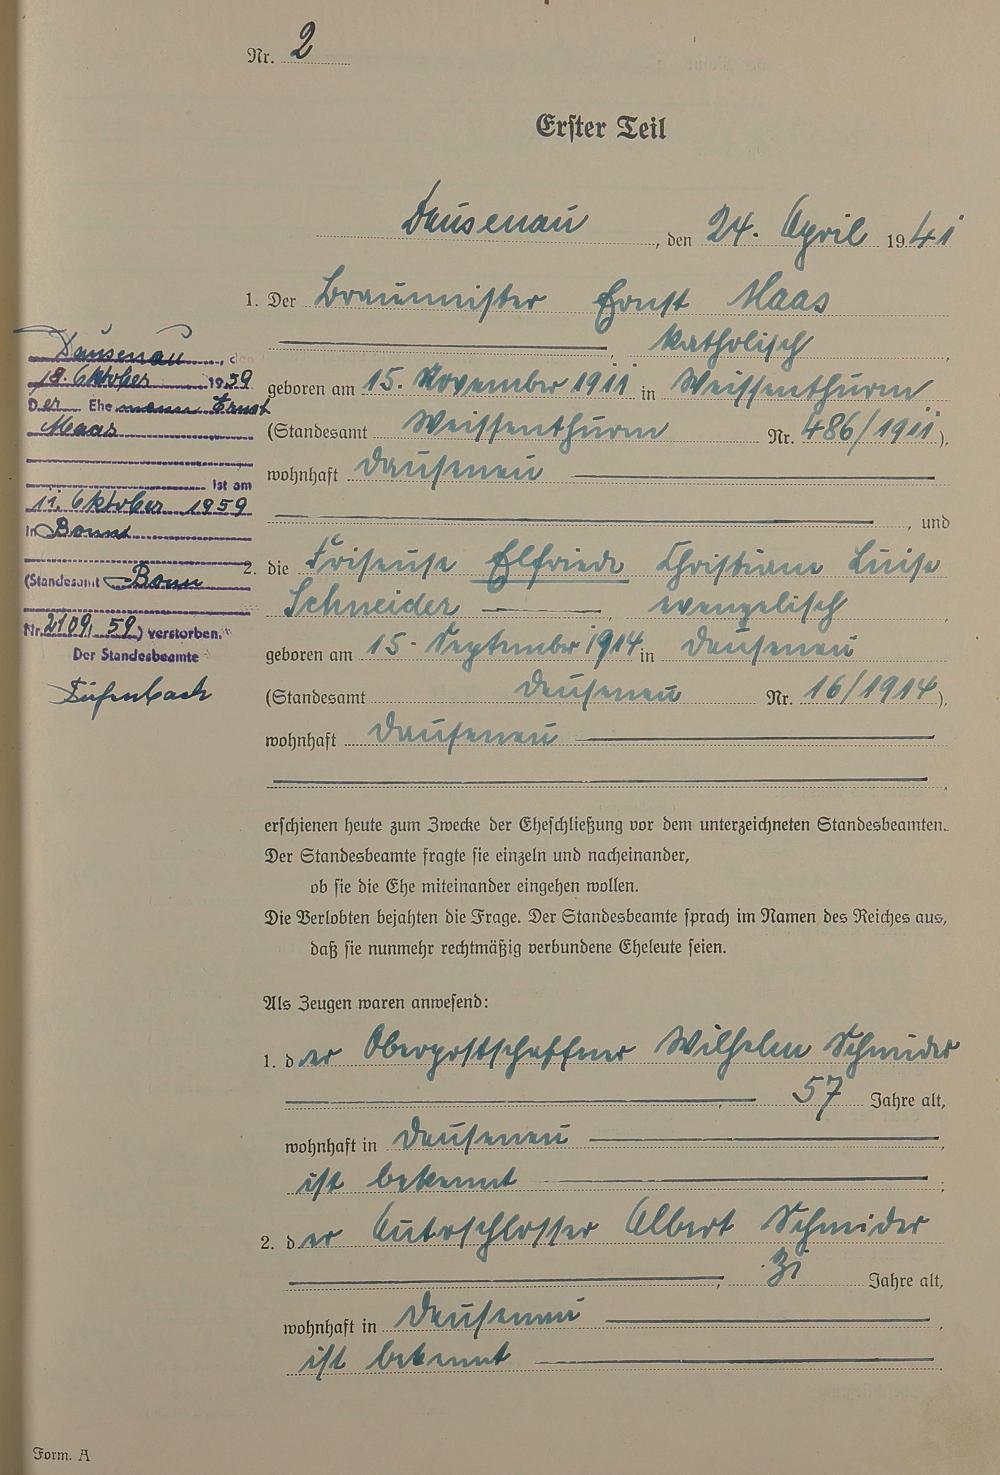 Nr. 2
Erster Teil
Dausenau, den 24. April 1941
1. Der Braumeister Ernst Maas
, katholisch,
geboren am 15. November 1911 in Weissenthurm
(Standesamt Weissenthurm Nr. 486/1911),
wohnhaft Dausenau
, und
2. die Friseuse Elfriede Christiane Luise
Schneider, evangelisch,
geboren am 15. September 1914 in Dausenau
(Standesamt Dausenau Nr. 16/1914),
wohnhaft Dausenau
.
erschienen heute zum Zwecke der Eheschließung vor dem unterzeichneten Standesbeamten.
Der Standesbeamte fragte sie einzeln und nacheinander,
ob sie die Ehe miteinander eingehen wollen.
Die Verlobten bejahten die Frage. Der Standesbeamte sprach im Namen des Reiches aus,
daß sie nunmehr rechtmäßig verbundene Eheleute seien.
Als Zeugen waren anwesend:
1. der Oberpostschaffner Wilhelm Schneider
, 57 Jahre alt,
wohnhaft in Dausenau,
ist bekannt;
2. der Autoschlosser Albert Schneider
, 31 Jahre alt,
wohnhaft in Dausenau,
ist bekannt.
Dausenau, den
18. Oktober 1959
Der Ehemann Ernst
Maas
ist am
11. Oktober 1959
in Bonn
(Standesamt Bonn
Nr. 2109/59) verstorben.
Der Standesbeamte
Form. A